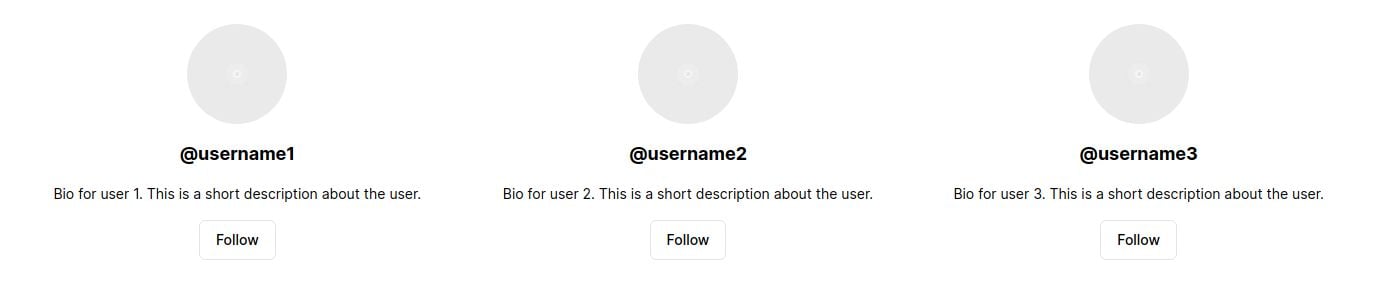 @username1
Bio for user 1. This is a short description about the user.
Follow
@username2
Bio for user 2. This is a short description about the user.
Follow
@username3
Bio for user 3. This is a short description about the user.
Follow